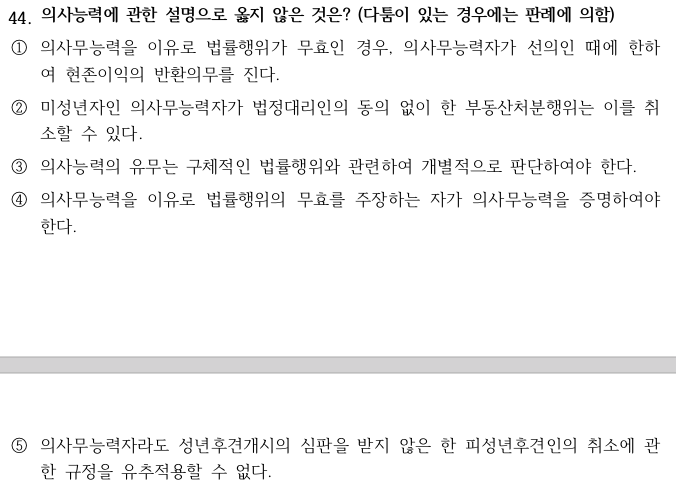 44. 의사능력에 관한 설명으로 옳지 않은 것은? (다툼이 있는 경우에는 판례에 의함)
① 의사무능력을 이유로 법률행위가 무효인 경우, 의사무능력자가 선의인 때에 한하
여 현존이익의 반환의무를 진다.
② 미성년자인 의사무능력자가 법정대리인의 동의 없이 한 부동산처분행위는 이를 취
소할 수 있다.
③ 의사능력의 유무는 구체적인 법률행위와 관련하여 개별적으로 판단하여야 한다.
④ 의사무능력을 이유로 법률행위의 무효를 주장하는 자가 의사무능력을 증명하여야
한다.
⑤ 의사무능력자라도 성년후견개시의 심판을 받지 않은 한 피성년후견인의 취소에 관
한 규정을 유추적용할 수 없다.